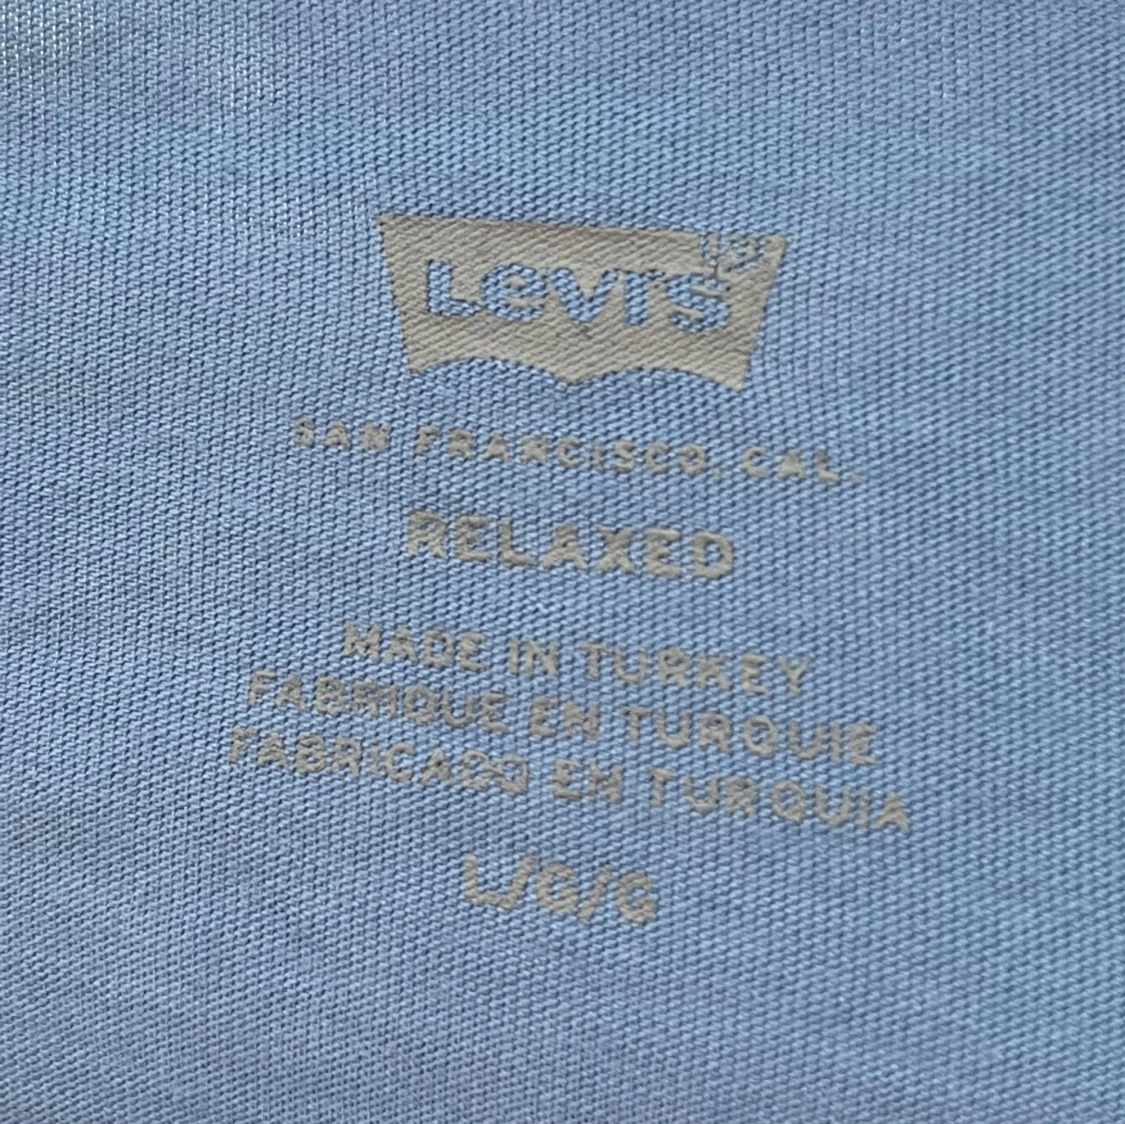 Levi's
SAN FRANCISCO, CAL.
RELAXED
MADE IN TURKEY
FABRIQUE EN TURQUIE
FABRICADO EN TURQUIA
L/G/G